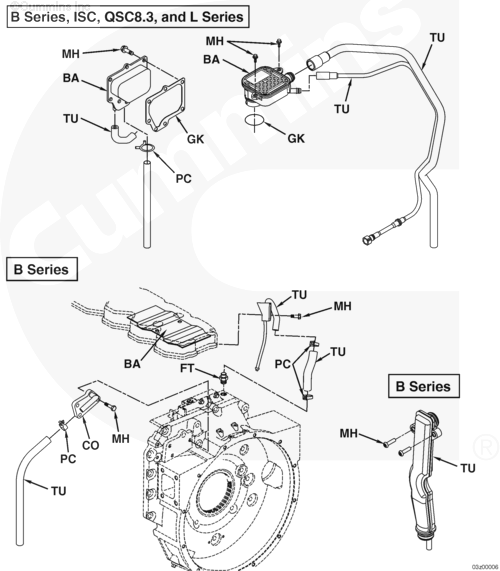 © Cummins Inc.
B Series, ISC, QSC8.3, and L Series
MH
BA
TU
GK
PC
MH
BA
TU
TU
GK
Cummins
B Series
TU
MH
BA
FT
PC
TU
B Series
MH
CO
PC
TU
MH
TU
®
03z00006